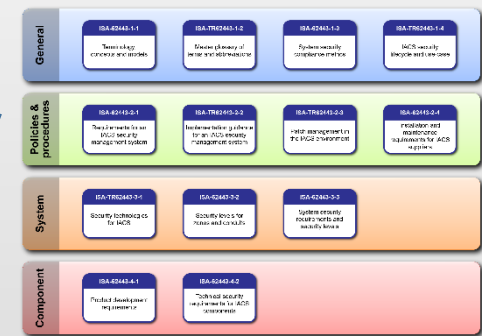 General
ISA-62443-1-1
Terminology
concepts and models
ISA-TR62443-1-2
Master glossary of
terms and abbreviations
ISA-62443-1-3
System security
compliance metrics
ISA-TR62443-1-4
IACS security
lifecycle and use-case
Policies &
procedures
ISA-62443-2-1
Requirements for an
IACS security
management system
ISA-TR62443-2-2
Implementation guidance
for an IACS security
management system
ISA-TR62443-2-3
Patch management in
the IACS environment
ISA-62443-2-4
Installation and
maintenance
requirements for IACS
suppliers
System
ISA-TR62443-3-1
Security technologies
for IACS
ISA-62443-3-2
Security levels for
zones and conduits
ISA-62443-3-3
System security
requirements and
security levels
Component
ISA-62443-4-1
Product development
requirements
ISA-62443-4-2
Technical security
requirements for IACS
components